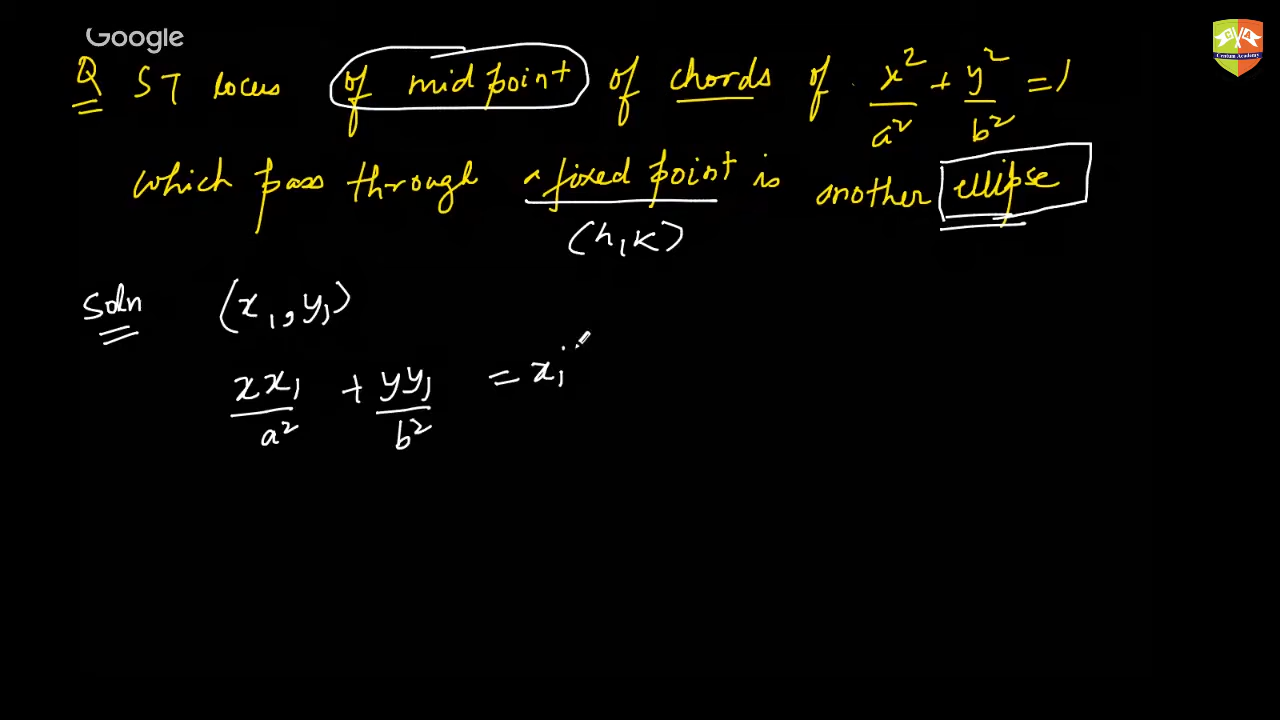 Google
Q ST locus of midpoint of chords of x²/a² + y²/b² = 1
which pass through a fixed point is another ellipse
(h, k)
Soln (x₁, y₁)
xx₁/a² + yy₁/b² = x₁